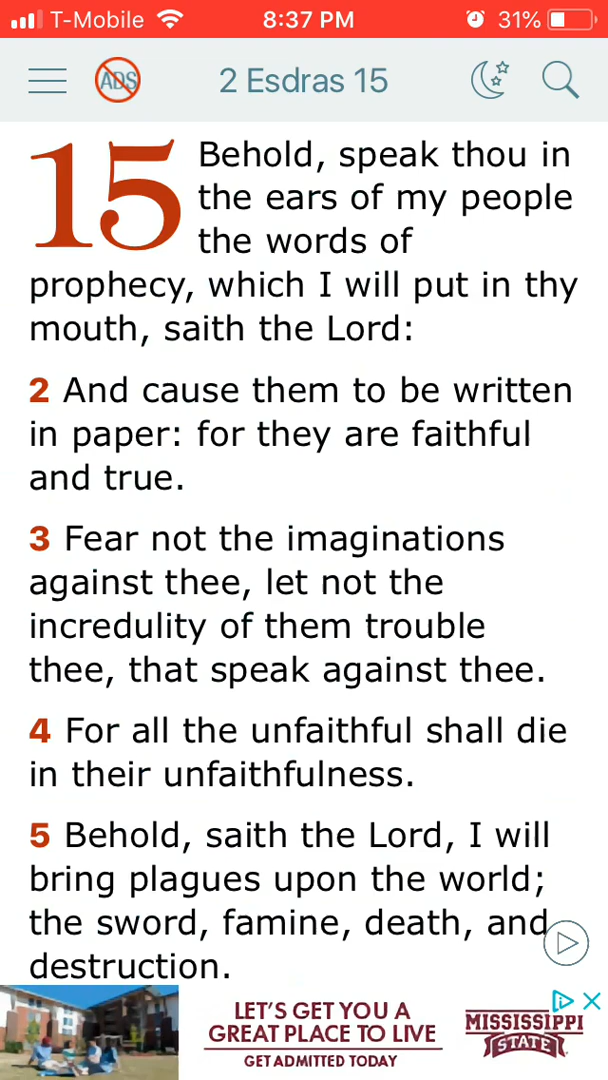 T-Mobile 8:37 PM 31%
ADS 2 Esdras 15
15 Behold, speak thou in
the ears of my people
the words of
prophecy, which I will put in thy
mouth, saith the Lord:
2 And cause them to be written
in paper: for they are faithful
and true.
3 Fear not the imaginations
against thee, let not the
incredulity of them trouble
thee, that speak against thee.
4 For all the unfaithful shall die
in their unfaithfulness.
5 Behold, saith the Lord, I will
bring plagues upon the world;
the sword, famine, death, and
destruction.
LET'S GET YOU A
GREAT PLACE TO LIVE
GET ADMITTED TODAY
MISSISSIPPI
STATE